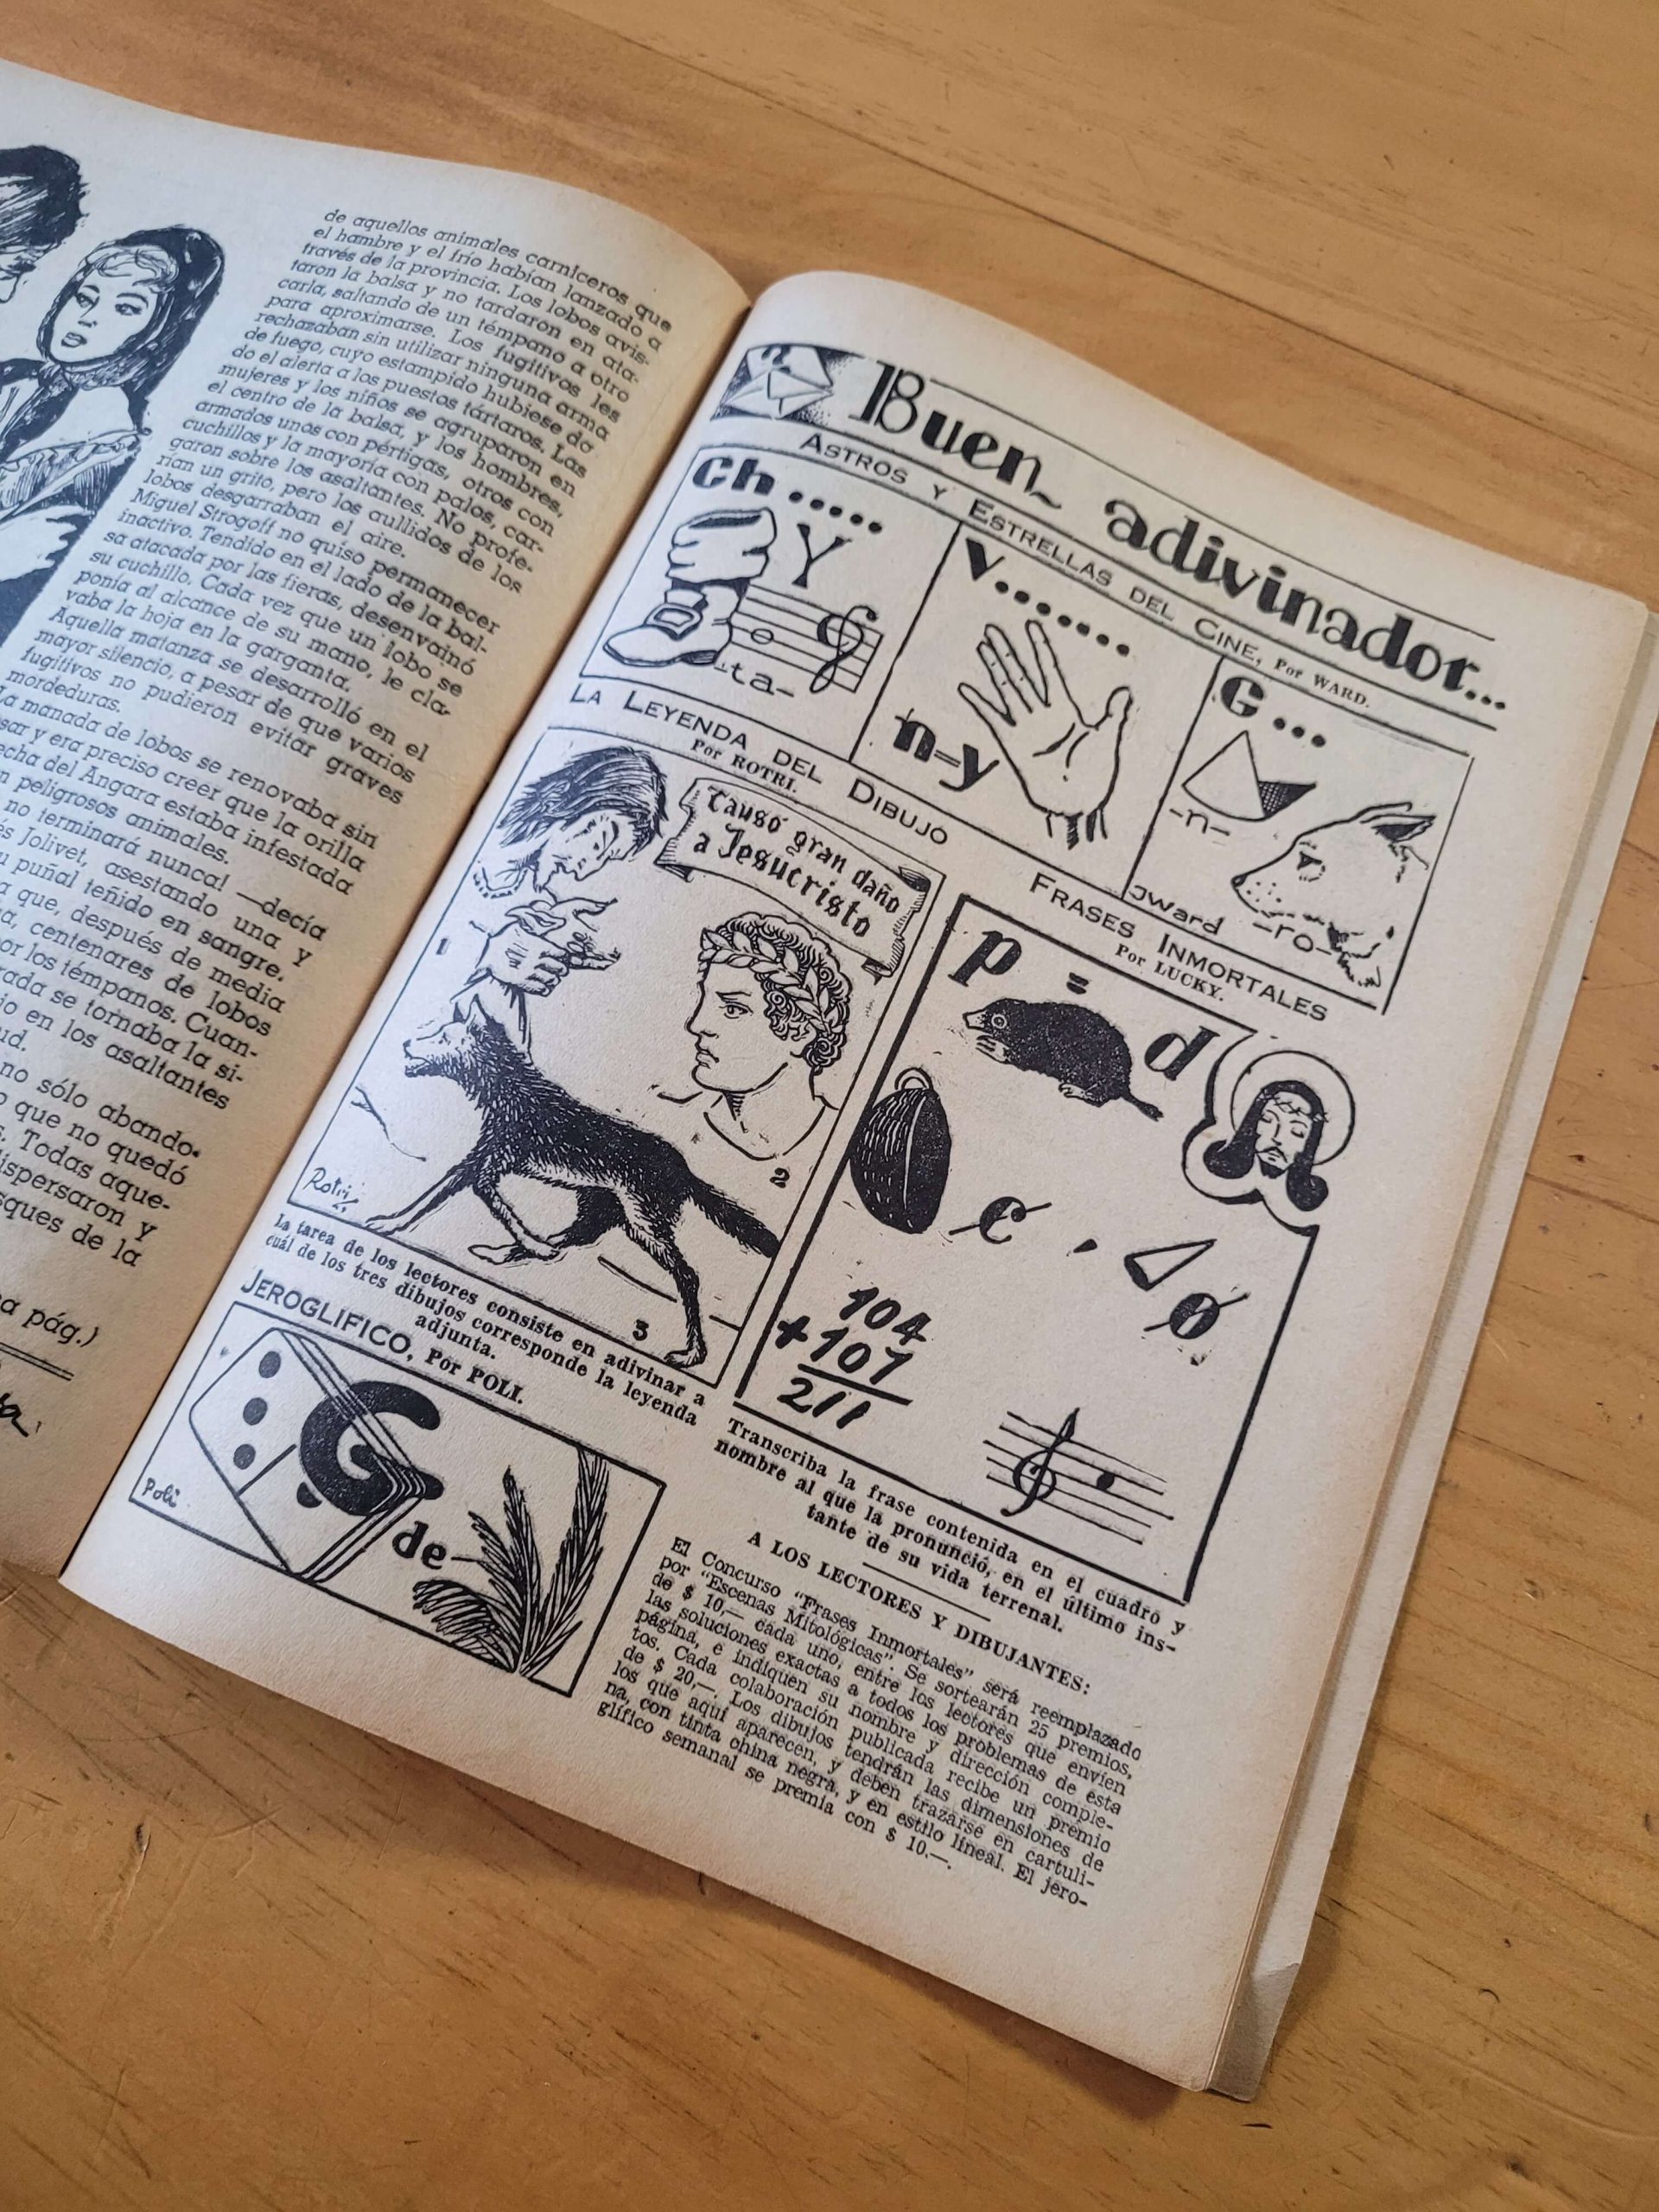 de aquellos animales carniceros que
el hambre y el frío habían lanzado a
través de la provincia. Los lobos avis-
taron la balsa y no tardaron en ata-
carla, saltando de un témpano a otro
para aproximarse. Los fugitivos les
rechazaban sin utilizar ninguna arma
de fuego, cuyo estampido hubiese da-
do el alerta a los puestos tártaros. Las
mujeres y los niños se agruparon en
el centro de la balsa, y los hombres,
armados unos con pértigas, otros con
cuchillos y la mayoría con palos, car-
garon sobre los asaltantes. No profe-
rían un grito, pero los aullidos de los
lobos desgarraban el aire.
Miguel Strogoff no quiso permanecer
inactivo. Tendido en el lado de la bal-
sa atacada por las fieras, desenvainó
su cuchillo. Cada vez que un lobo se
ponía al alcance de su mano, le cla-
vaba la hoja en la garganta.
Aquella matanza se desarrolló en el
mayor silencio, a pesar de que varios
fugitivos no pudieron evitar graves
mordeduras.
La manada de lobos se renovaba sin
sar y era preciso creer que la orilla
echa del Angara estaba infestada
n peligrosos animales.
no terminará nunca! —decía
és Jolivet, asestando una y
u puñal teñido en sangre.
a que, después de media
a, centenares de lobos
or los témpanos. Cuan-
rada se tornaba la si-
jo en los asaltantes
ud.
no sólo abando-
o que no quedó
s. Todas aque-
dispersaron y
sques de la
a pág.)
Buen adivinador...
ASTROS Y ESTRELLAS DEL CINE, Por WARD.
Ch.....
Y
-ta-
V.......
n=y
G...
-n-
-ro-
JWard
LA LEYENDA DEL DIBUJO
Por ROTRI.
Causó gran daño
a Jesucristo
1
2
3
Rotri
La tarea de los lectores consiste en adivinar a
cuál de los tres dibujos corresponde la leyenda
adjunta.
FRASES INMORTALES
Por LUCKY.
p = d
e
, 
o
104
+107
211
Transcriba la frase contenida en el cuadro y
nombre al que la pronunció, en el último ins-
tante de su vida terrenal.
JEROGLIFICO, Por POLI.
G
de
Poli
A LOS LECTORES Y DIBUJANTES:
El Concurso "Frases Inmortales" será reemplazado
por "Escenas Mitológicas". Se sortearán 25 premios,
de $ 10,— cada uno, entre los lectores que envíen
las soluciones exactas a todos los problemas de esta
página, e indiquen su nombre y dirección comple-
tos. Cada colaboración publicada recibe un premio
de $ 20,—. Los dibujos tendrán las dimensiones de
los que aquí aparecen, y deben trazarse en cartuli-
na, con tinta china negra, y en estilo lineal. El jero-
glífico semanal se premia con $ 10.—.